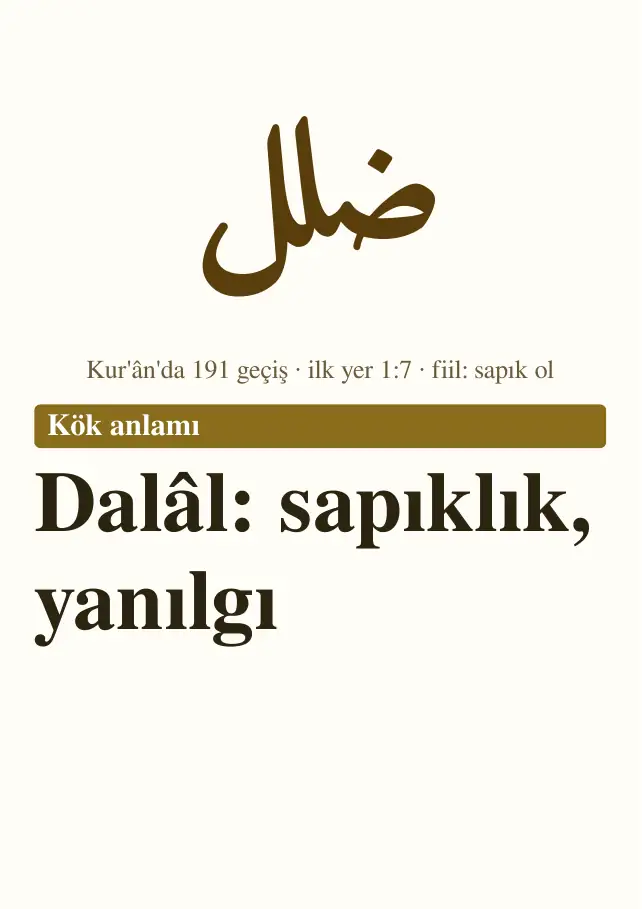 ضلل
Kur'ân'da 191 geçiş · ilk yer 1:7 · fiil: sapık ol
Kök anlamı
Dalâl: sapıklık,
yanılgı